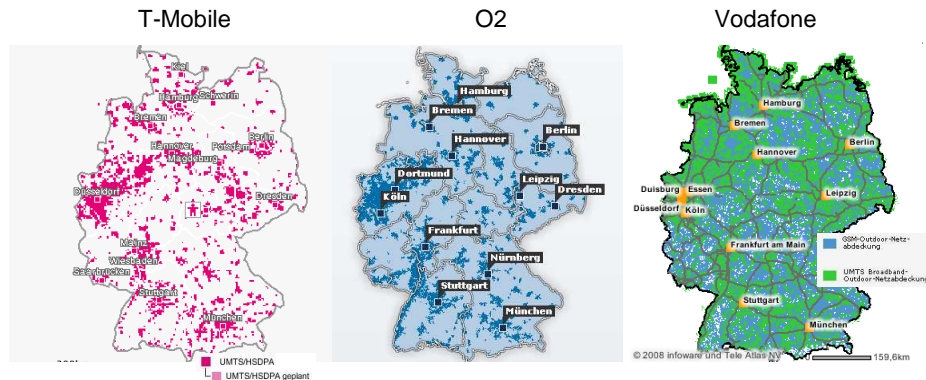 T-Mobile
O2
Vodafone
Kiel
Hamburg
Schwerin
Bremen
Berlin
Hannover
Potsdam
Magdeburg
Düsseldorf
Dresden
Mainz
Wiesbaden
Saarbrücken
Stuttgart
München
UMTS/HSDPA
UMTS/HSDPA geplant
Hamburg
Bremen
Hannover
Berlin
Dortmund
Leipzig
Dresden
Köln
Frankfurt
Nürnberg
Stuttgart
München
Hamburg
Bremen
Hannover
Berlin
Duisburg
Essen
Leipzig
Düsseldorf
Köln
Frankfurt am Main
GSM-Outdoor-Netz-
abdeckung
UMTS Broadband-
Outdoor-Netzabdeckung
Stuttgart
München
© 2008 infoware und Tele Atlas NV
0
159,6km